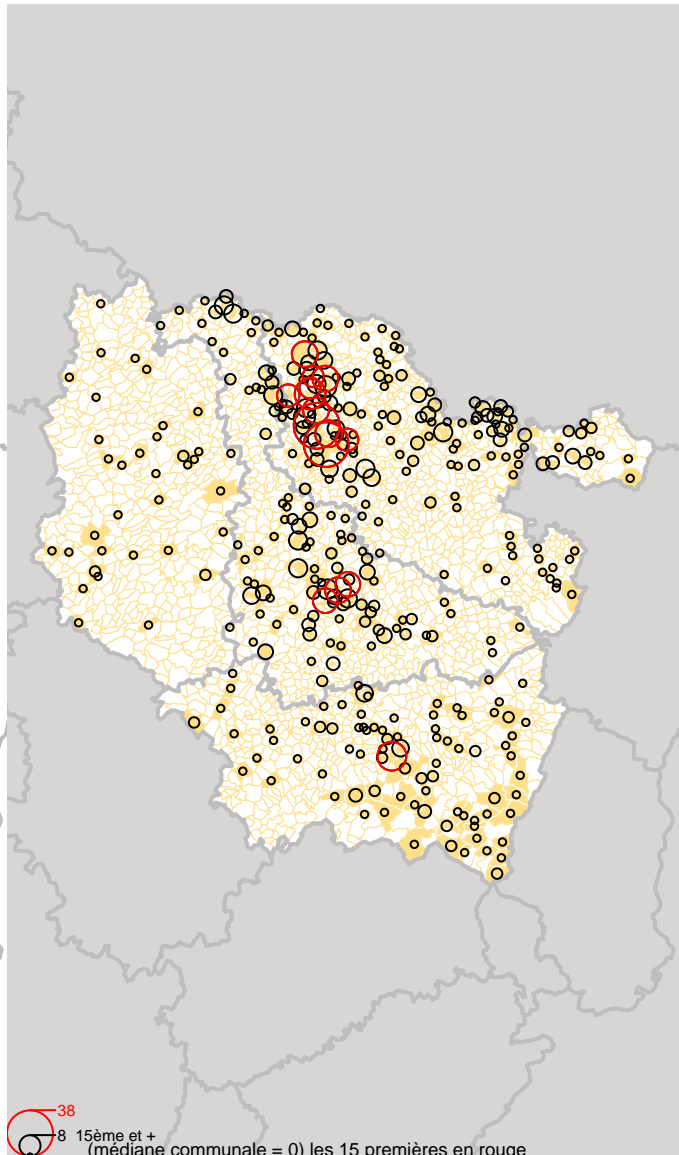 38
8 15ème et +
(médiane communale = 0) les 15 premières en rouge